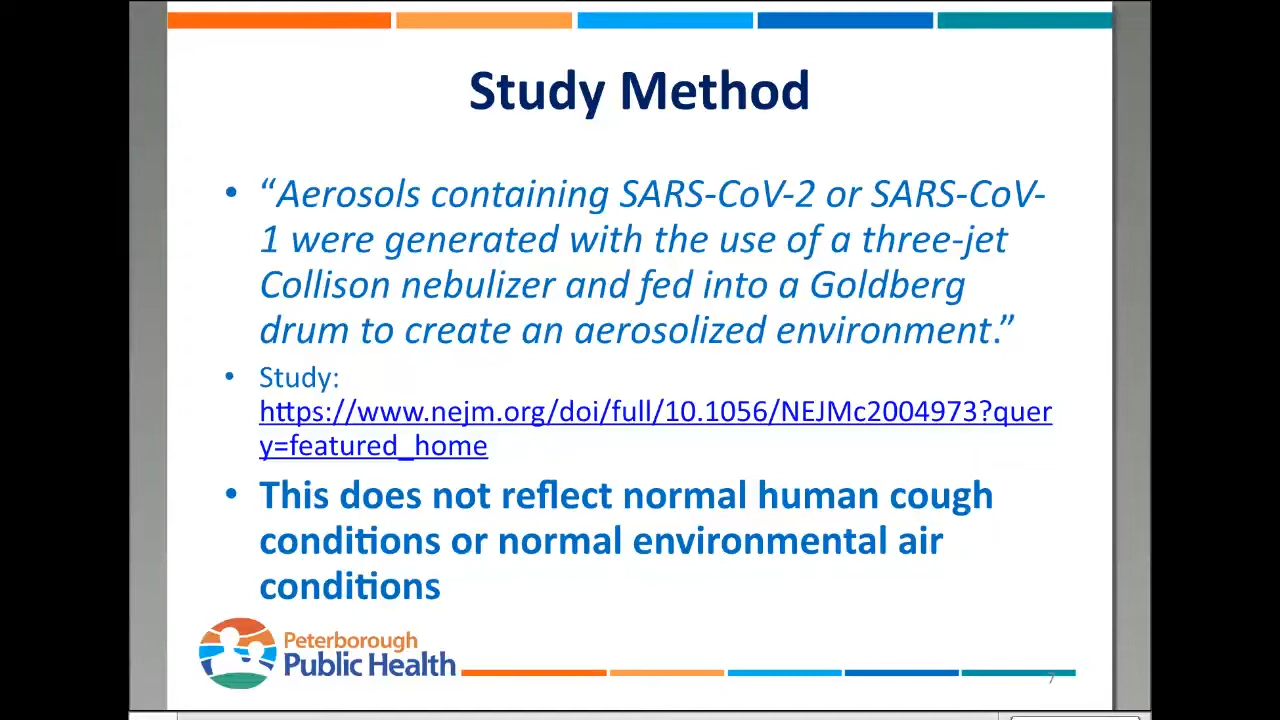 Study Method
• “Aerosols containing SARS-CoV-2 or SARS-CoV-
1 were generated with the use of a three-jet
Collison nebulizer and fed into a Goldberg
drum to create an aerosolized environment.”
• Study:
https://www.nejm.org/doi/full/10.1056/NEJMc2004973?quer
y=featured_home
• This does not reflect normal human cough
conditions or normal environmental air
conditions
Peterborough
Public Health
7